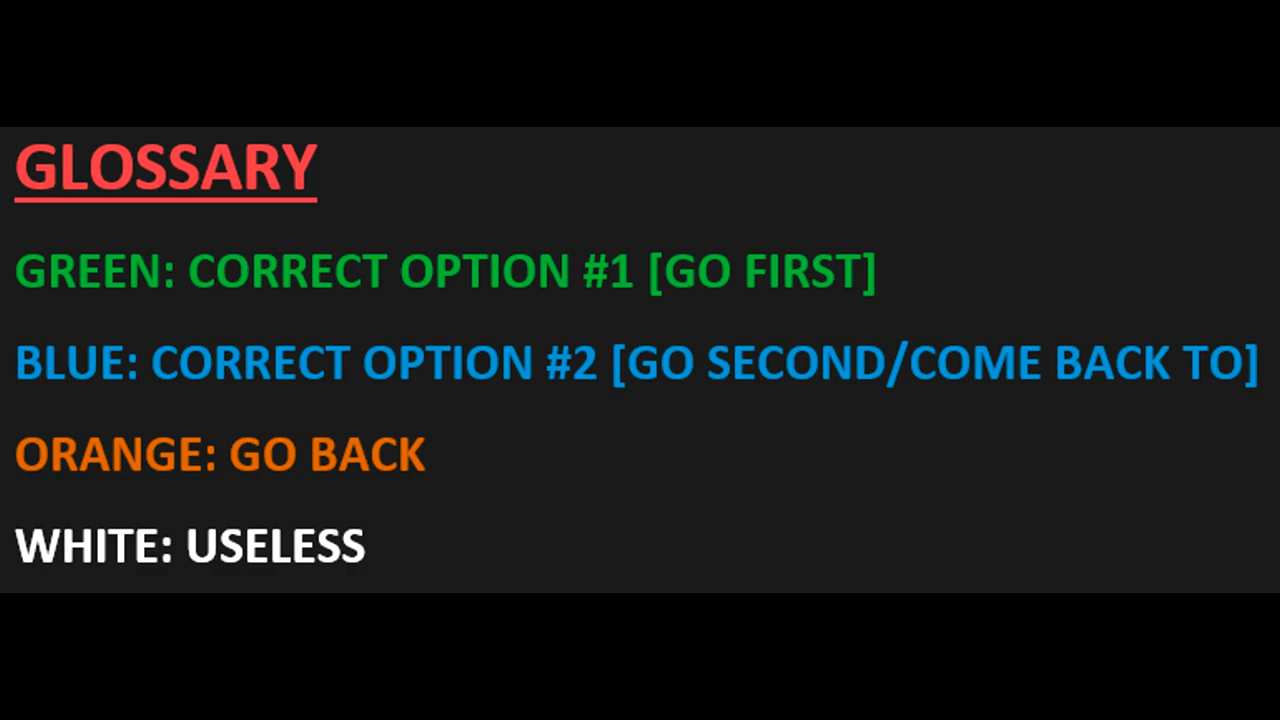 GLOSSARY
GREEN: CORRECT OPTION #1 [GO FIRST]
BLUE: CORRECT OPTION #2 [GO SECOND/COME BACK TO]
ORANGE: GO BACK
WHITE: USELESS